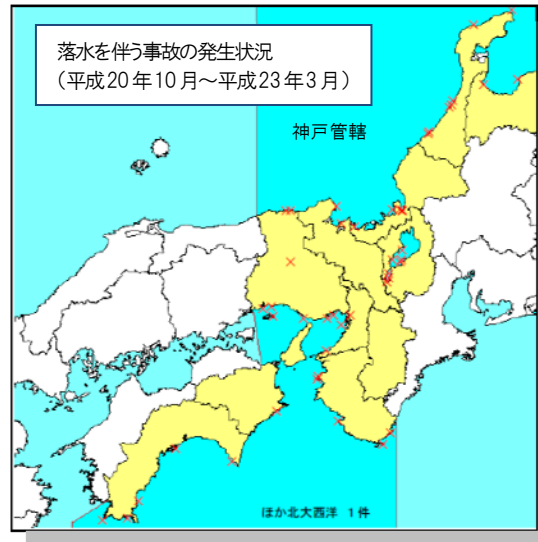 落水を伴う事故の発生状況
（平成20年10月～平成23年3月）
神戸管轄
ほか北大西洋 1件